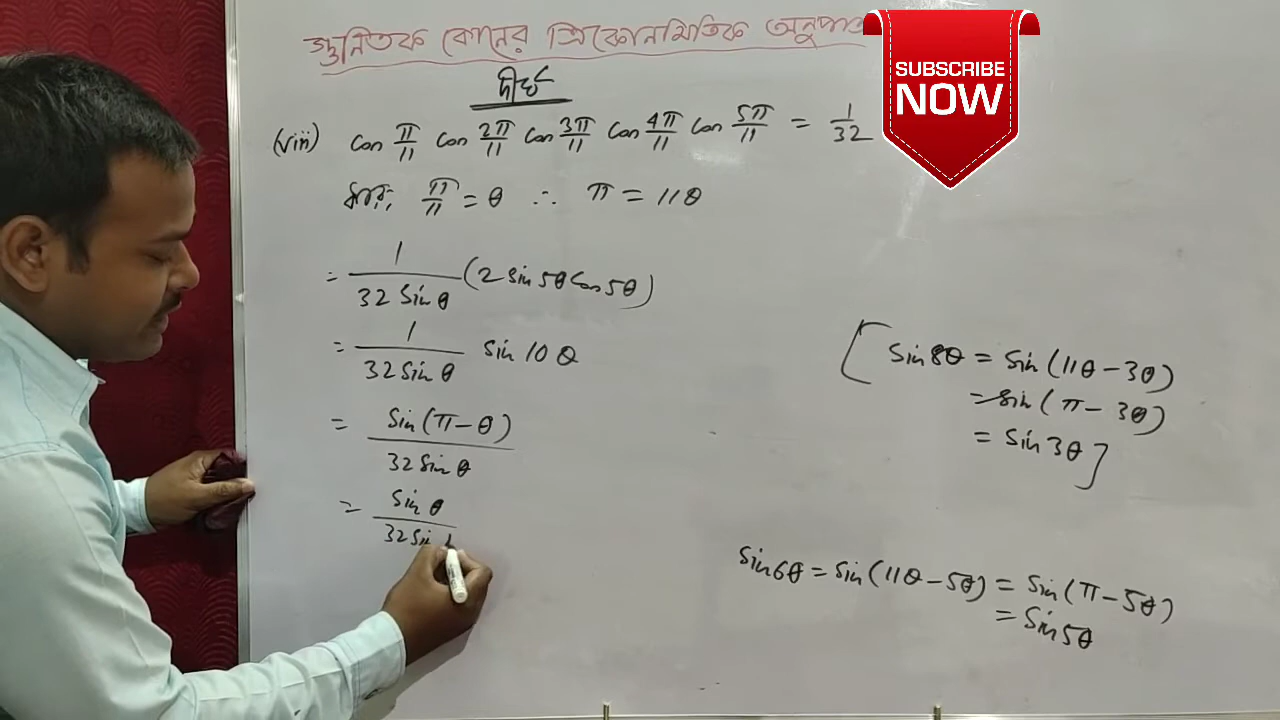 গুনিতক কোনের ত্রিকোনমিতিক অনুপাত
SUBSCRIBE
NOW
দীর্ঘ
(viii) cos π/11 cos 2π/11 cos 3π/11 cos 4π/11 cos 5π/11 = 1/32
ধরি, π/11 = θ ∴ π = 11θ
= 1/(32 sin θ) (2 sin 5θ cos 5θ)
= 1/(32 sin θ) sin 10θ
= sin(π-θ)/(32 sin θ)
= sin θ/(32 sin
[sin 8θ = sin(11θ - 3θ)
= sin(π - 3θ)
= sin 3θ]
sin 6θ = sin(11θ - 5θ) = sin(π - 5θ)
= sin 5θ